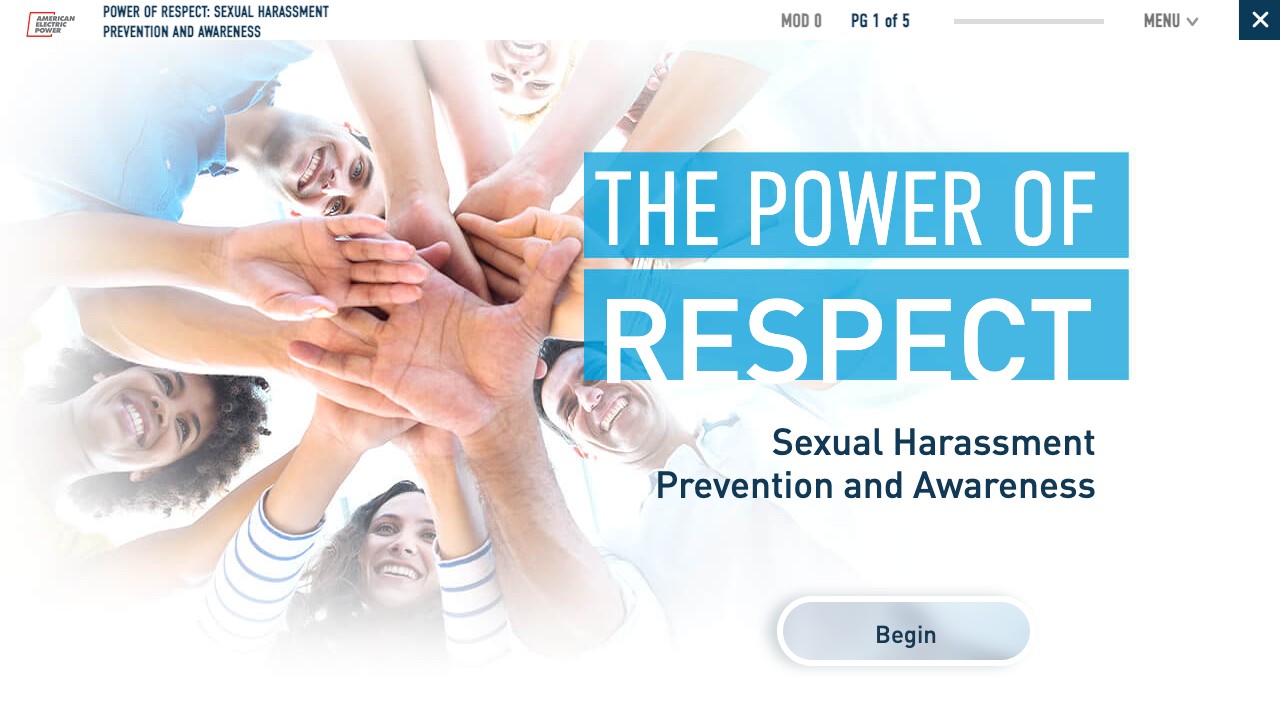 AMERICAN
ELECTRIC
POWER
POWER OF RESPECT: SEXUAL HARASSMENT
PREVENTION AND AWARENESS
MOD 0
PG 1 of 5
MENU
THE POWER OF
RESPECT
Sexual Harassment
Prevention and Awareness
Begin